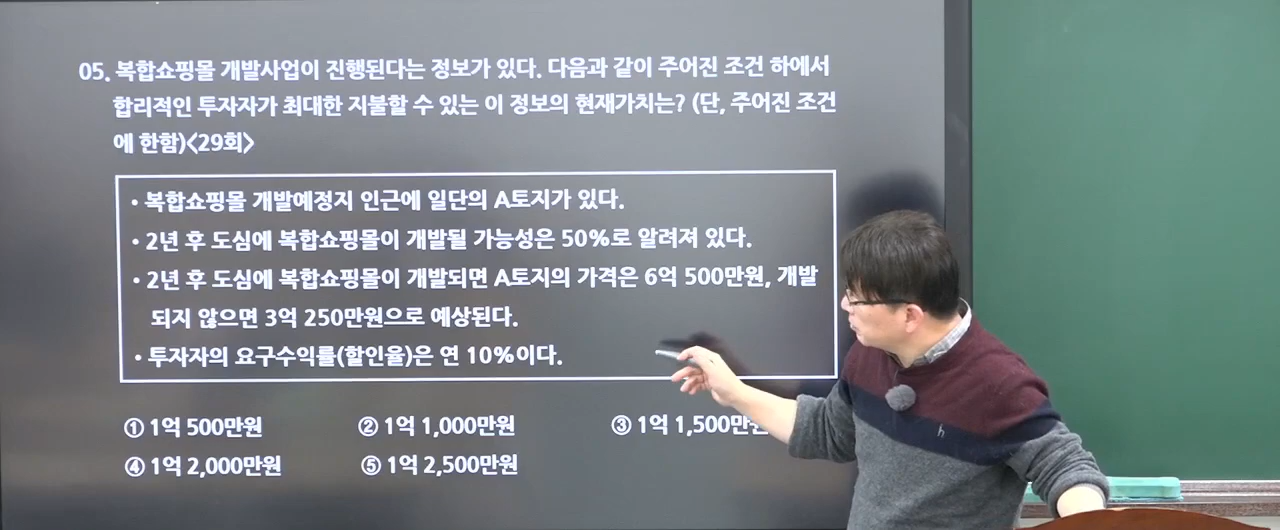 05. 복합쇼핑몰 개발사업이 진행된다는 정보가 있다. 다음과 같이 주어진 조건 하에서
합리적인 투자자가 최대한 지불할 수 있는 이 정보의 현재가치는? (단, 주어진 조건
에 한함)<29회>
• 복합쇼핑몰 개발예정지 인근에 일단의 A토지가 있다.
• 2년 후 도심에 복합쇼핑몰이 개발될 가능성은 50%로 알려져 있다.
• 2년 후 도심에 복합쇼핑몰이 개발되면 A토지의 가격은 6억 500만원, 개발
되지 않으면 3억 250만원으로 예상된다.
• 투자자의 요구수익률(할인율)은 연 10%이다.
① 1억 500만원 ② 1억 1,000만원 ③ 1억 1,500만원
④ 1억 2,000만원 ⑤ 1억 2,500만원
h